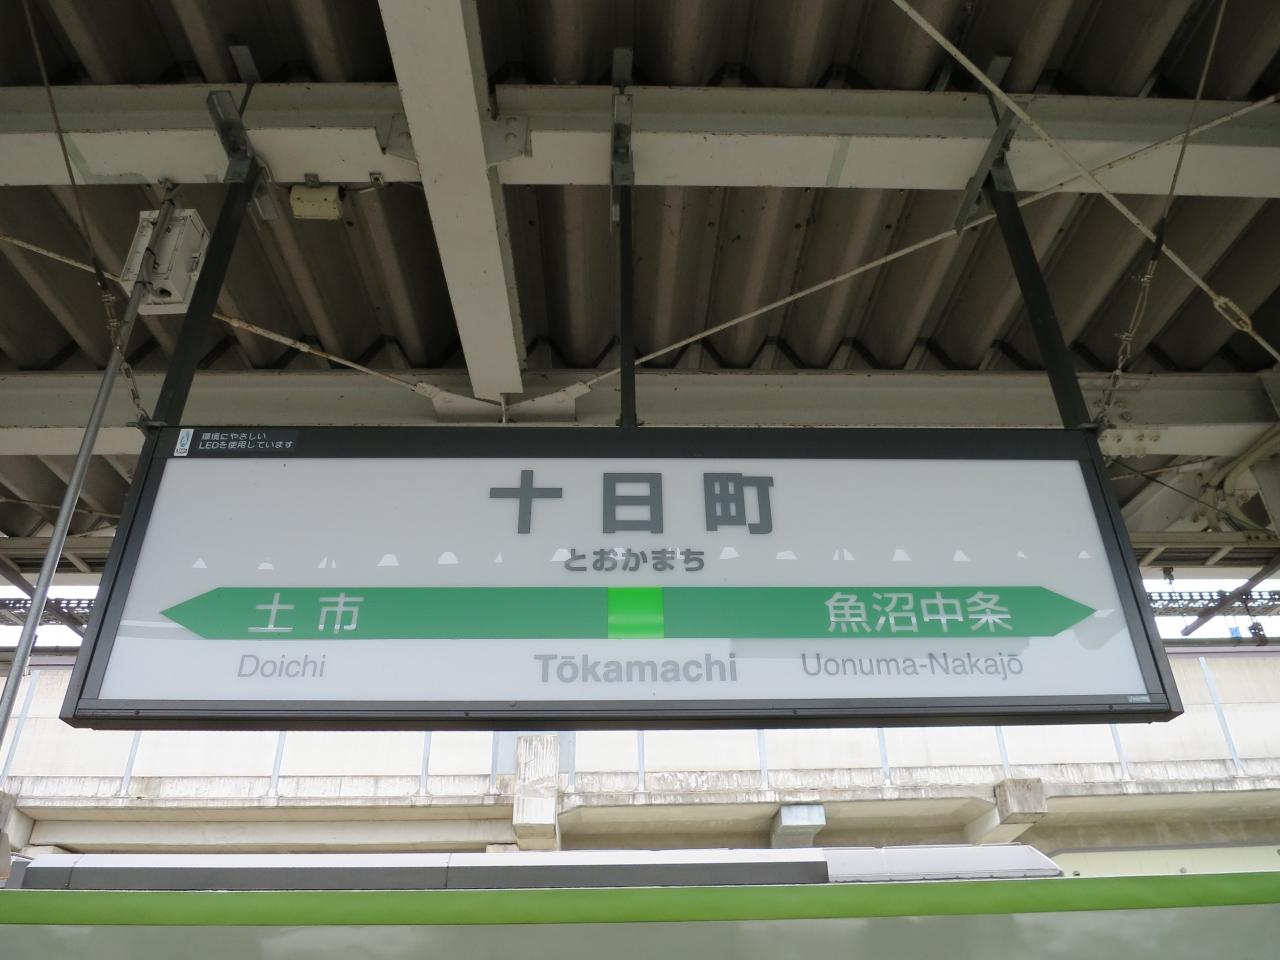 環境にやさしい
LEDを使用しています
十日町
とおかまち
土市 魚沼中条
Doichi Tōkamachi Uonuma-Nakajō